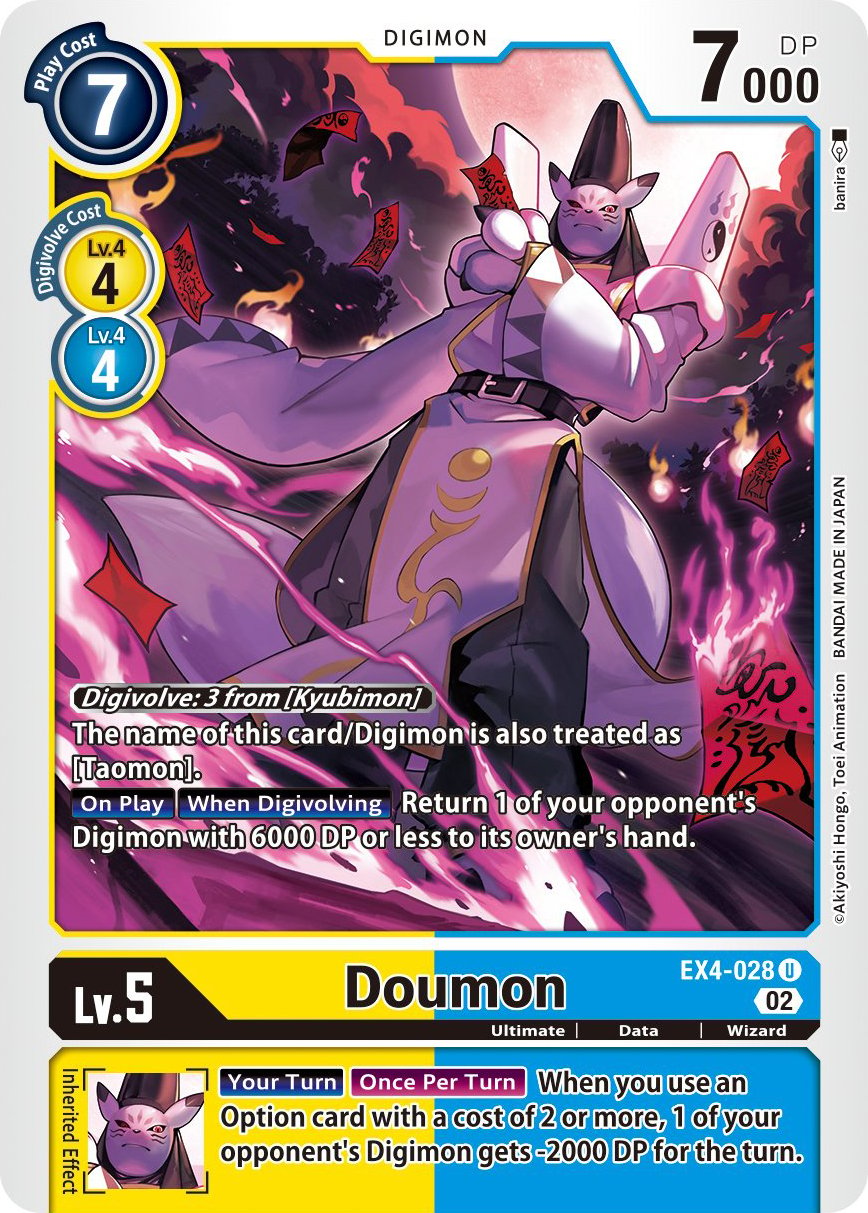 DIGIMON
Play Cost
7
DP
7000
Digivolve Cost
Lv.4
4
Lv.4
4
banira
©Akiyoshi Hongo, Toei Animation BANDAI MADE IN JAPAN
Digivolve: 3 from [Kyubimon]
The name of this card/Digimon is also treated as
[Taomon].
On Play When Digivolving Return 1 of your opponent's
Digimon with 6000 DP or less to its owner's hand.
Lv.5
Doumon
EX4-028 U
02
Ultimate | Data | Wizard
Inherited Effect
Your Turn Once Per Turn When you use an
Option card with a cost of 2 or more, 1 of your
opponent's Digimon gets -2000 DP for the turn.